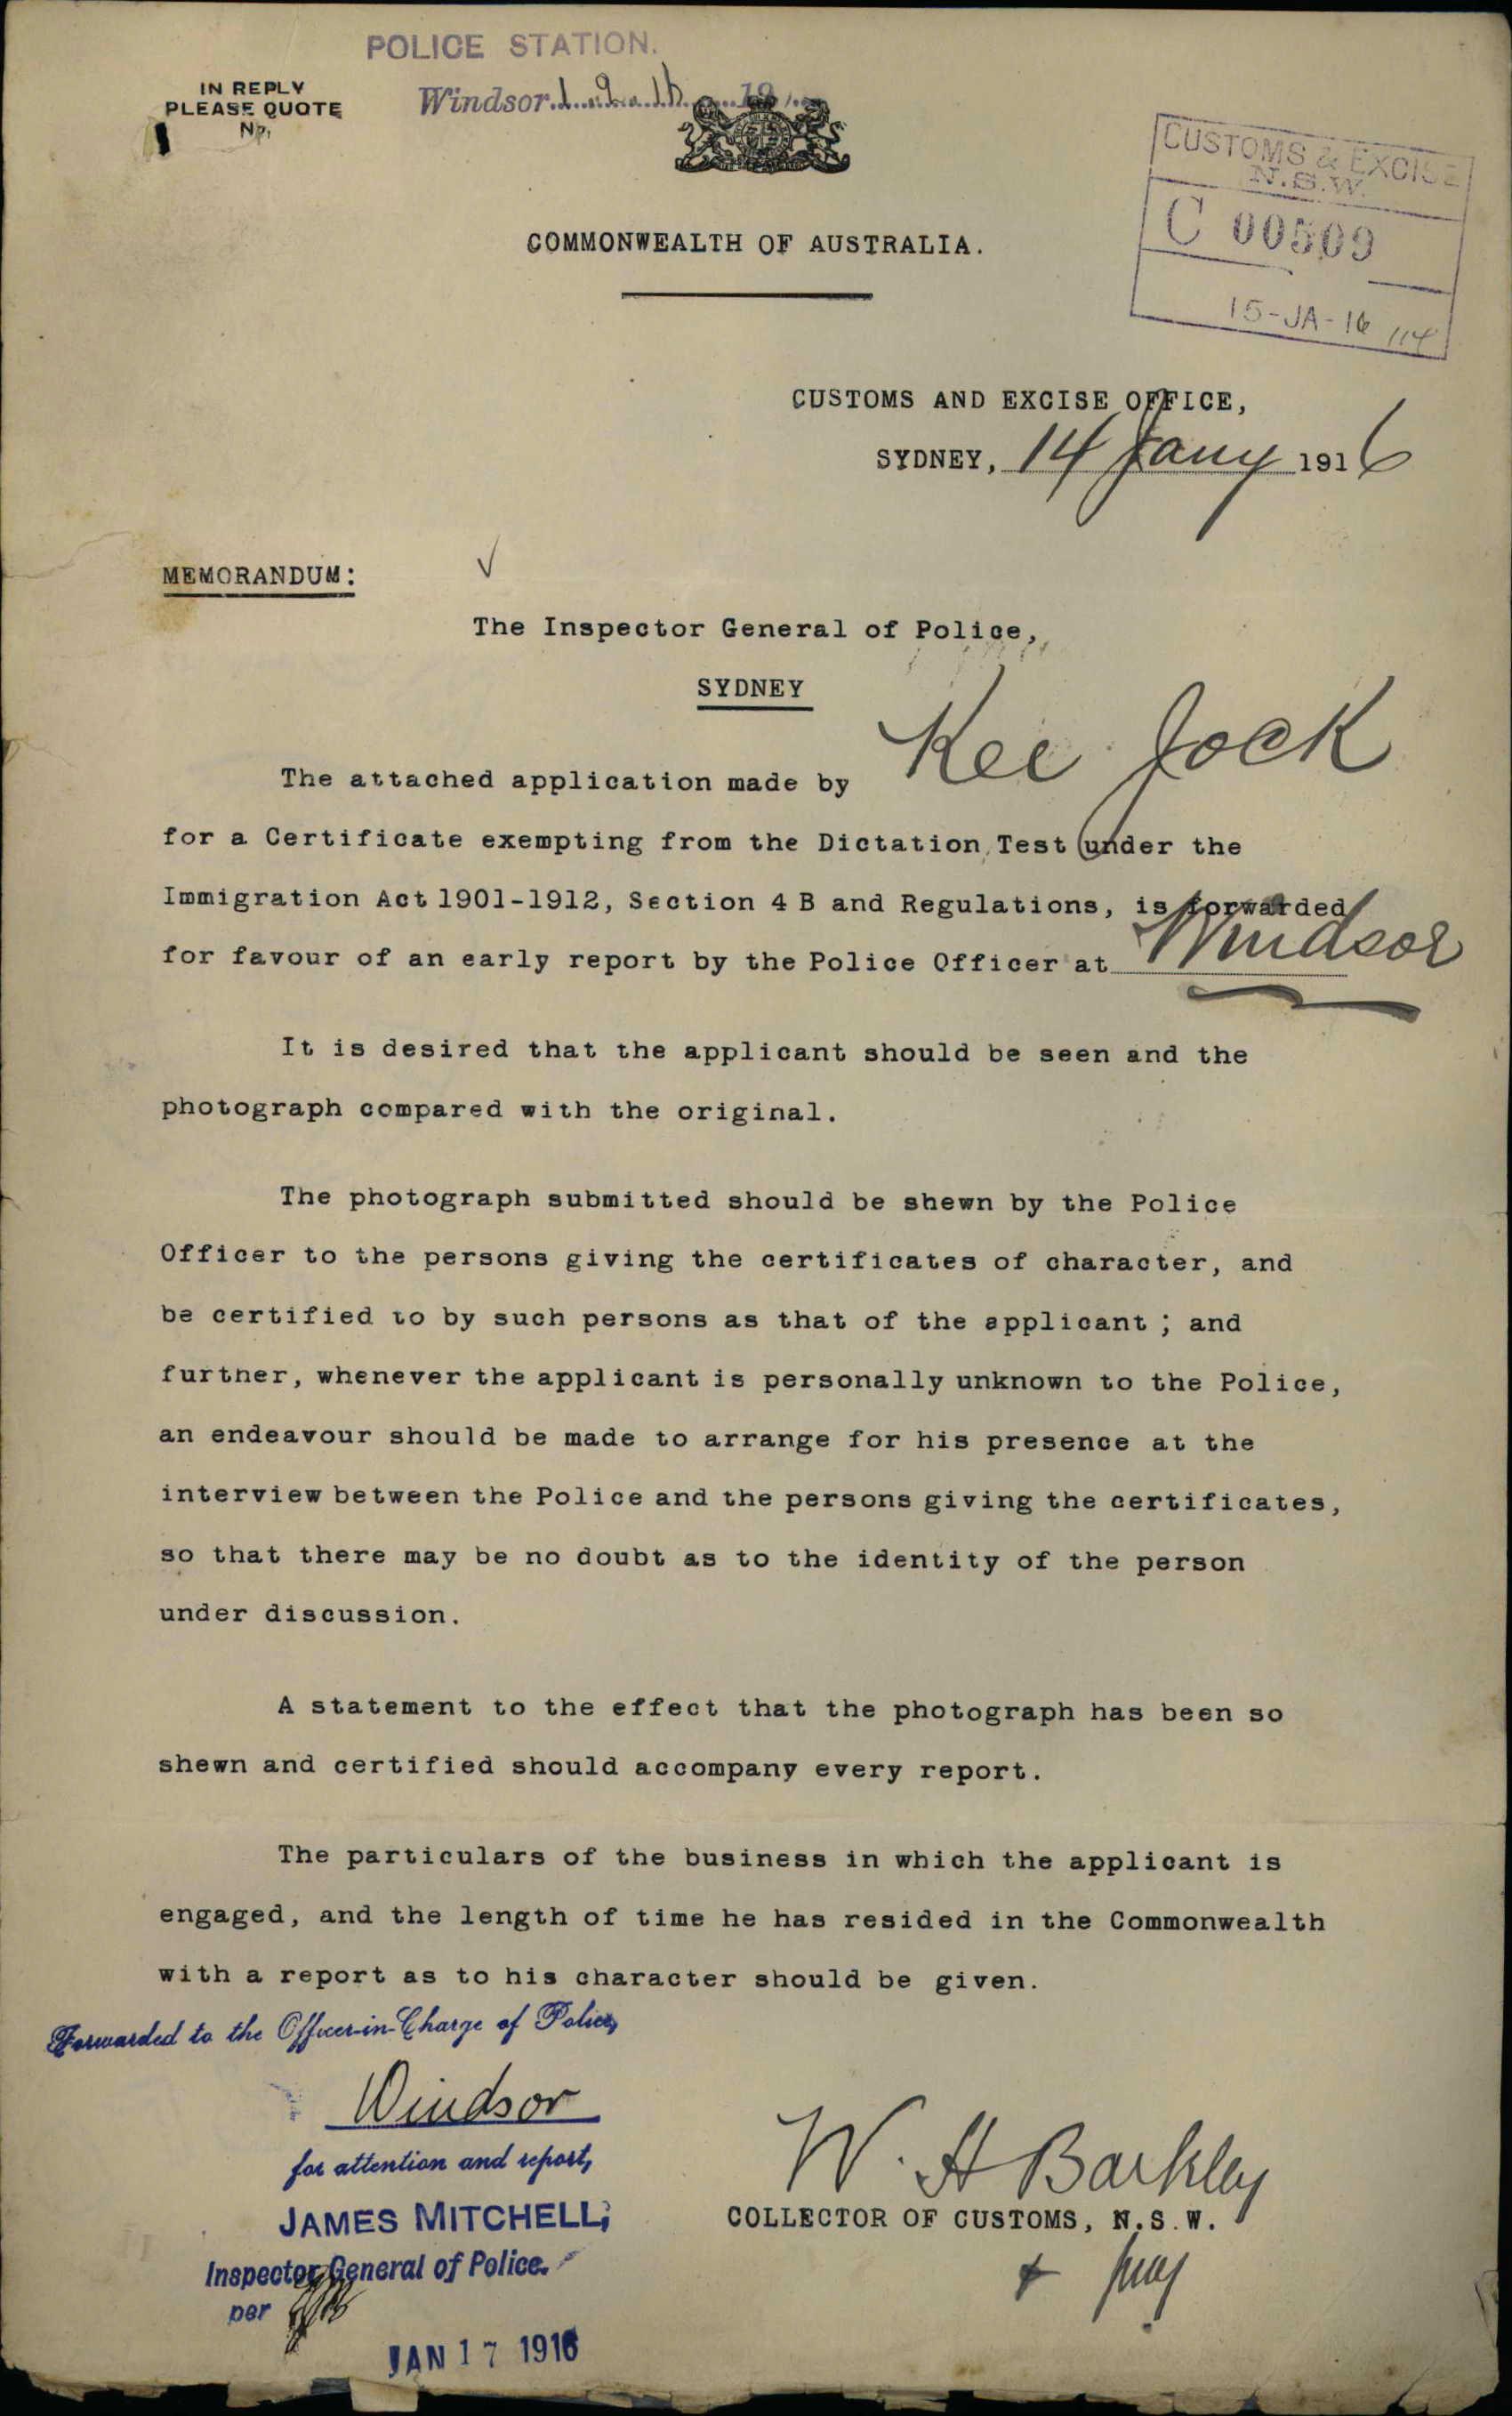 POLICE STATION.
Windsor
IN REPLY
PLEASE QUOTE
No.
CUSTOMS & EXCISE
N.S.W.
C 00509
15-JA-16
COMMONWEALTH OF AUSTRALIA.
CUSTOMS AND EXCISE OFFICE,
SYDNEY, 14 Jany 1916
MEMORANDUM:
The Inspector General of Police,
SYDNEY
The attached application made by Kee Jock
for a Certificate exempting from the Dictation Test under the
Immigration Act 1901-1912, Section 4 B and Regulations, is forwarded
for favour of an early report by the Police Officer at Windsor
It is desired that the applicant should be seen and the
photograph compared with the original.
The photograph submitted should be shewn by the Police
Officer to the persons giving the certificates of character, and
be certified to by such persons as that of the applicant ; and
further, whenever the applicant is personally unknown to the Police,
an endeavour should be made to arrange for his presence at the
interview between the Police and the persons giving the certificates,
so that there may be no doubt as to the identity of the person
under discussion.
A statement to the effect that the photograph has been so
shewn and certified should accompany every report.
The particulars of the business in which the applicant is
engaged, and the length of time he has resided in the Commonwealth
with a report as to his character should be given.
Forwarded to the Officer-in-Charge of Police,
Windsor
for attention and report,
JAMES MITCHELL,
Inspector General of Police.
per
JAN 17 1916
W. H Barkley
COLLECTOR OF CUSTOMS, N.S.W.